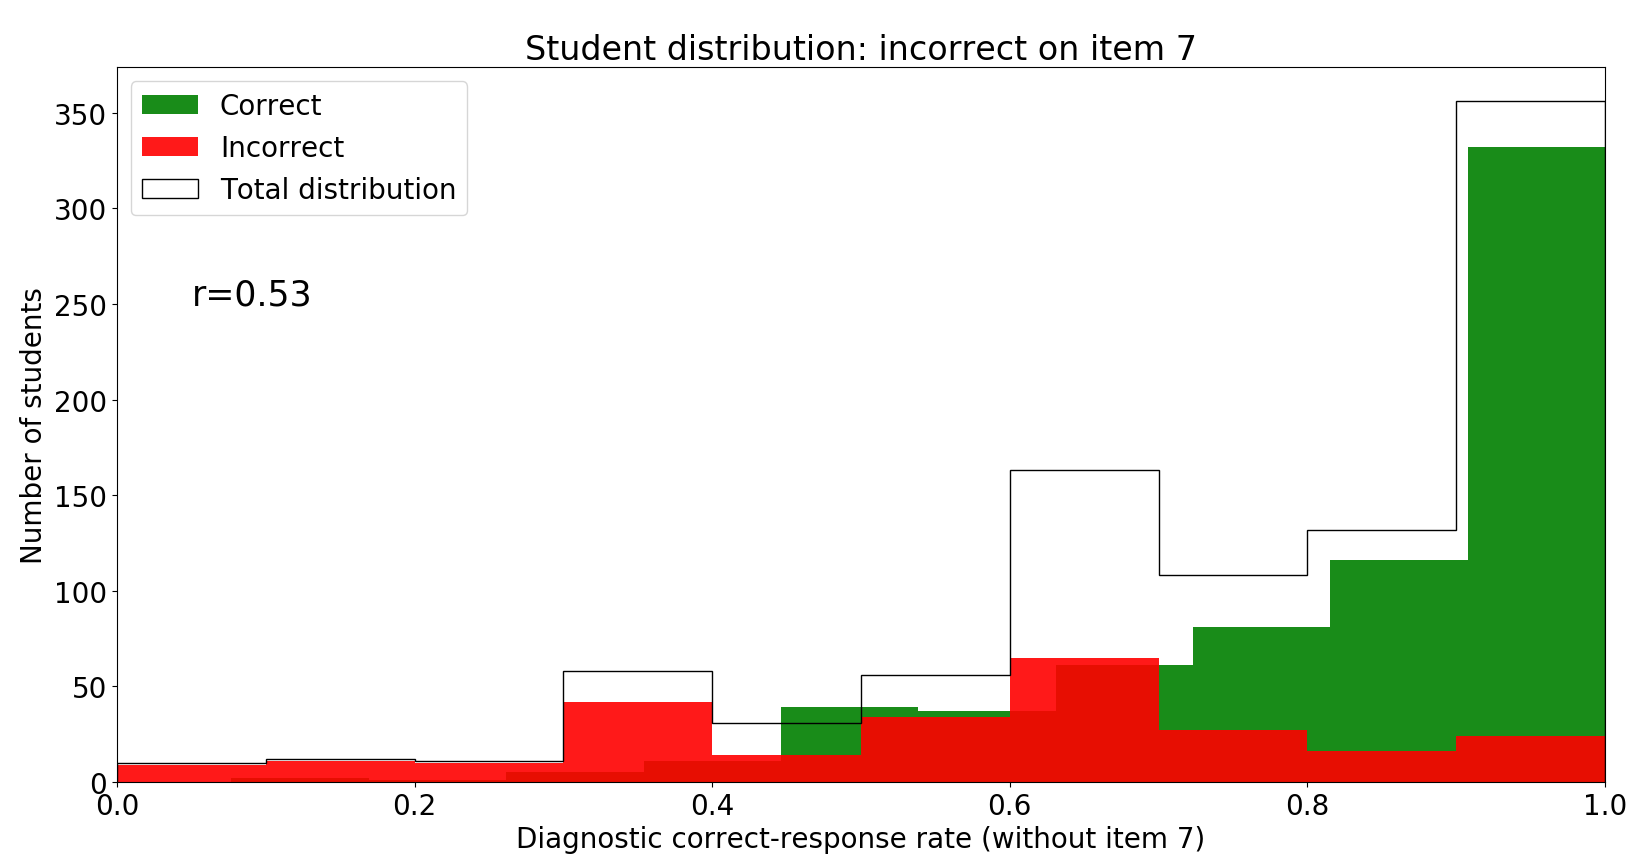 Student distribution: incorrect on item 7
Correct
Incorrect
Total distribution
r=0.53
Number of students
350
300
250
200
150
100
50
0
0.0 0.2 0.4 0.6 0.8 1.0
Diagnostic correct-response rate (without item 7)